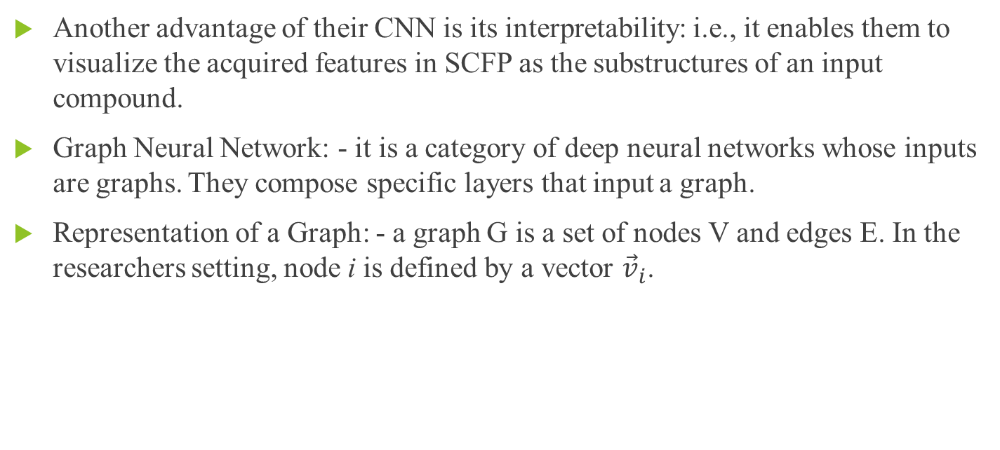 Another advantage of their CNN is its interpretability: i.e., it enables them to
visualize the acquired features in SCFP as the substructures of an input
compound.
Graph Neural Network: - it is a category of deep neural networks whose inputs
are graphs. They compose specific layers that input a graph.
Representation of a Graph: - a graph G is a set of nodes V and edges E. In the
researchers setting, node i is defined by a vector v⃗ᵢ.